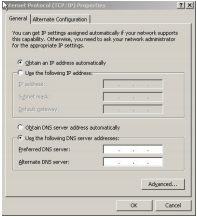 Internet Protocol (TCP/IP) Properties
General
Alternate Configuration
You can get IP settings assigned automatically if your network supports
this capability. Otherwise, you need to ask your network administrator
for the appropriate IP settings.
Obtain an IP address automatically
Use the following IP address:
IP address:
Subnet mask:
Default gateway:
Obtain DNS server address automatically
Use the following DNS server addresses:
Preferred DNS server:
Alternate DNS server:
Advanced...
OK
Cancel